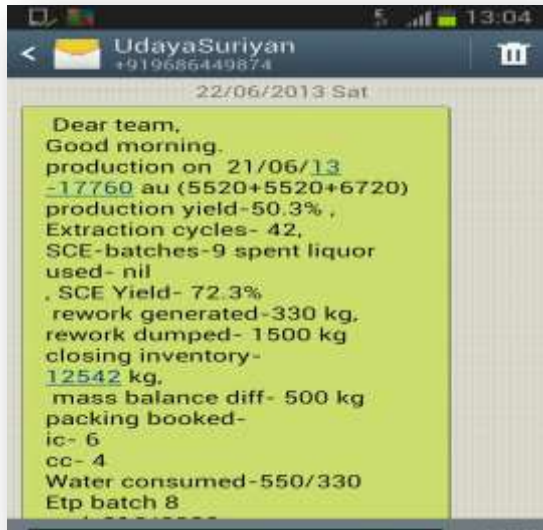 5 13:04
< UdayaSuriyan
+919686449874
22/06/2013 Sat
Dear team,
Good morning.
production on 21/06/13
-17760 au (5520+5520+6720)
production yield-50.3% ,
Extraction cycles- 42,
SCE-batches-9 spent liquor
used- nil
, SCE Yield- 72.3%
rework generated-330 kg,
rework dumped- 1500 kg
closing inventory-
12542 kg,
mass balance diff- 500 kg
packing booked-
ic- 6
cc- 4
Water consumed-550/330
Etp batch 8